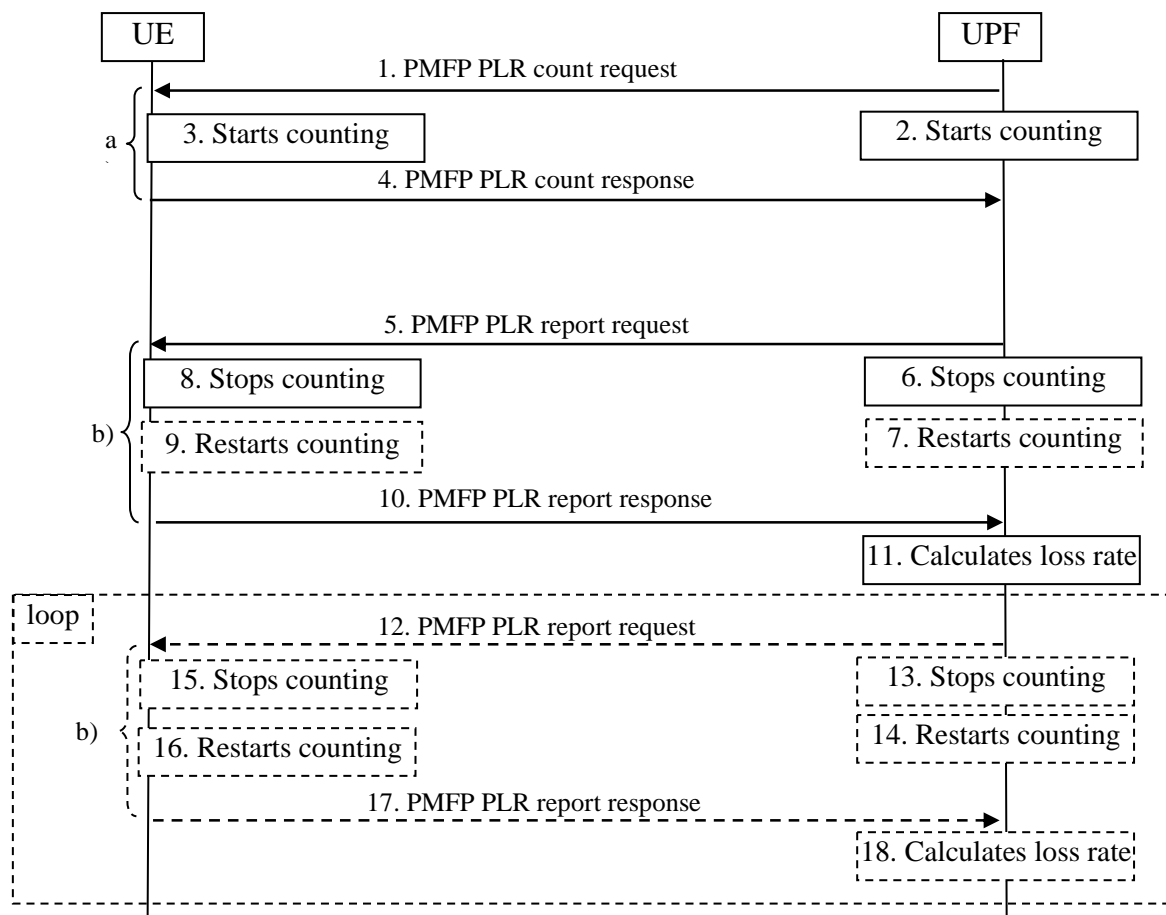 UE UPF
1. PMFP PLR count request
a
3. Starts counting 2. Starts counting
4. PMFP PLR count response
5. PMFP PLR report request
8. Stops counting 6. Stops counting
b)
9. Restarts counting 7. Restarts counting
10. PMFP PLR report response
11. Calculates loss rate
loop
12. PMFP PLR report request
15. Stops counting 13. Stops counting
b)
16. Restarts counting 14. Restarts counting
17. PMFP PLR report response
18. Calculates loss rate